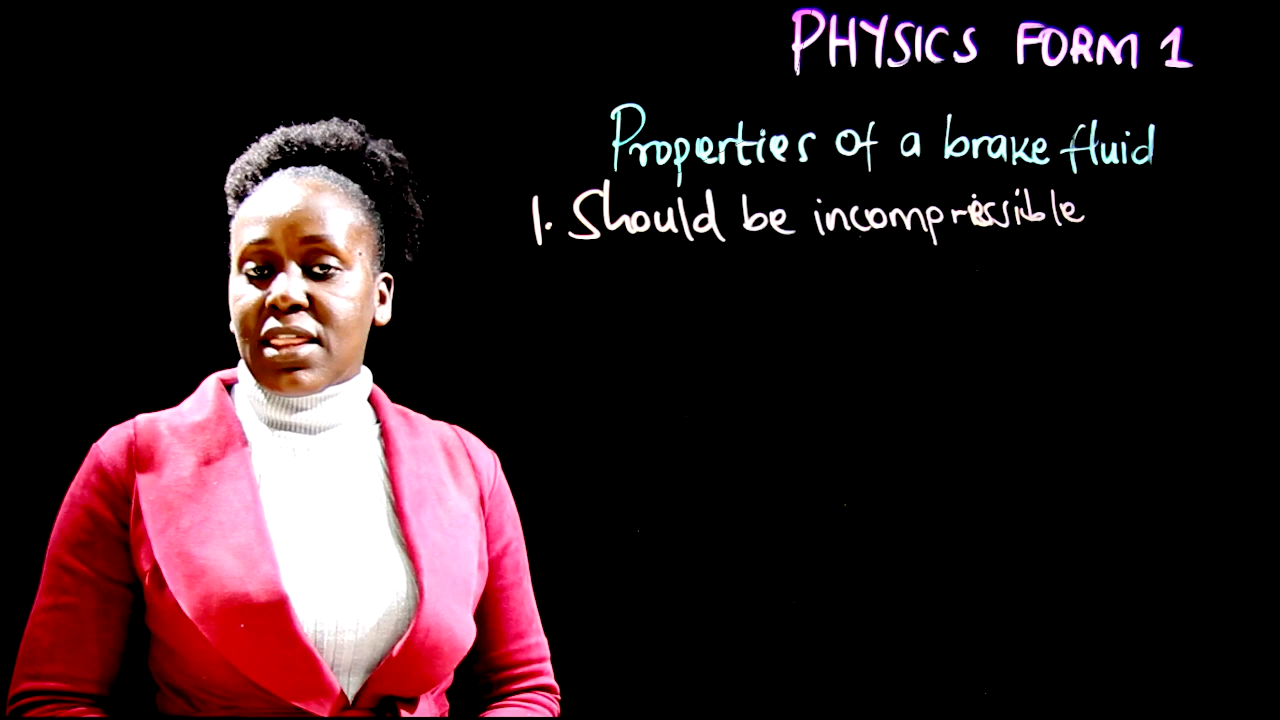 PHYSICS FORM 1
Properties of a brake fluid
1. Should be incompressible